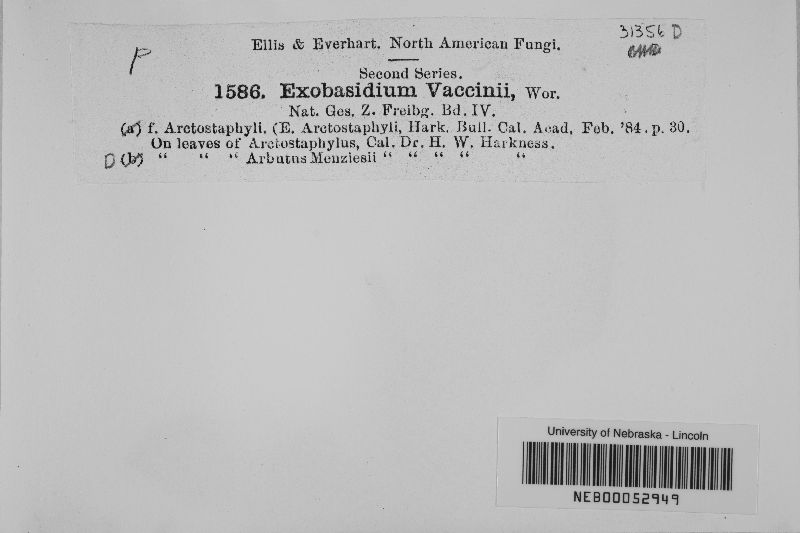 P
Ellis & Everhart. North American Fungi.
31356 D
Second Series.
1586. Exobasidium Vaccinii, Wor.
Nat. Ges. Z. Freibg. Bd. IV.
(a) f. Arctostaphyli. (E. Arctostaphyli, Hark. Bull. Cal. Acad. Feb. '84. p. 30.
On leaves of Arctostaphylus, Cal. Dr. H. W. Harkness.
D (b) “ “ “ Arbutus Menziesii “ “ “ “ “
University of Nebraska - Lincoln
NEB00052949